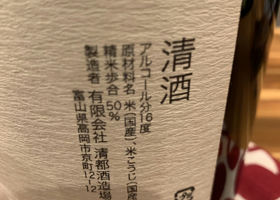 清酒
アルコール分16度
原材料名 米(国産)、米こうじ(国産
精米歩合 50%
製造者 有限会社 清都酒造場
富山県高岡市京町12-12